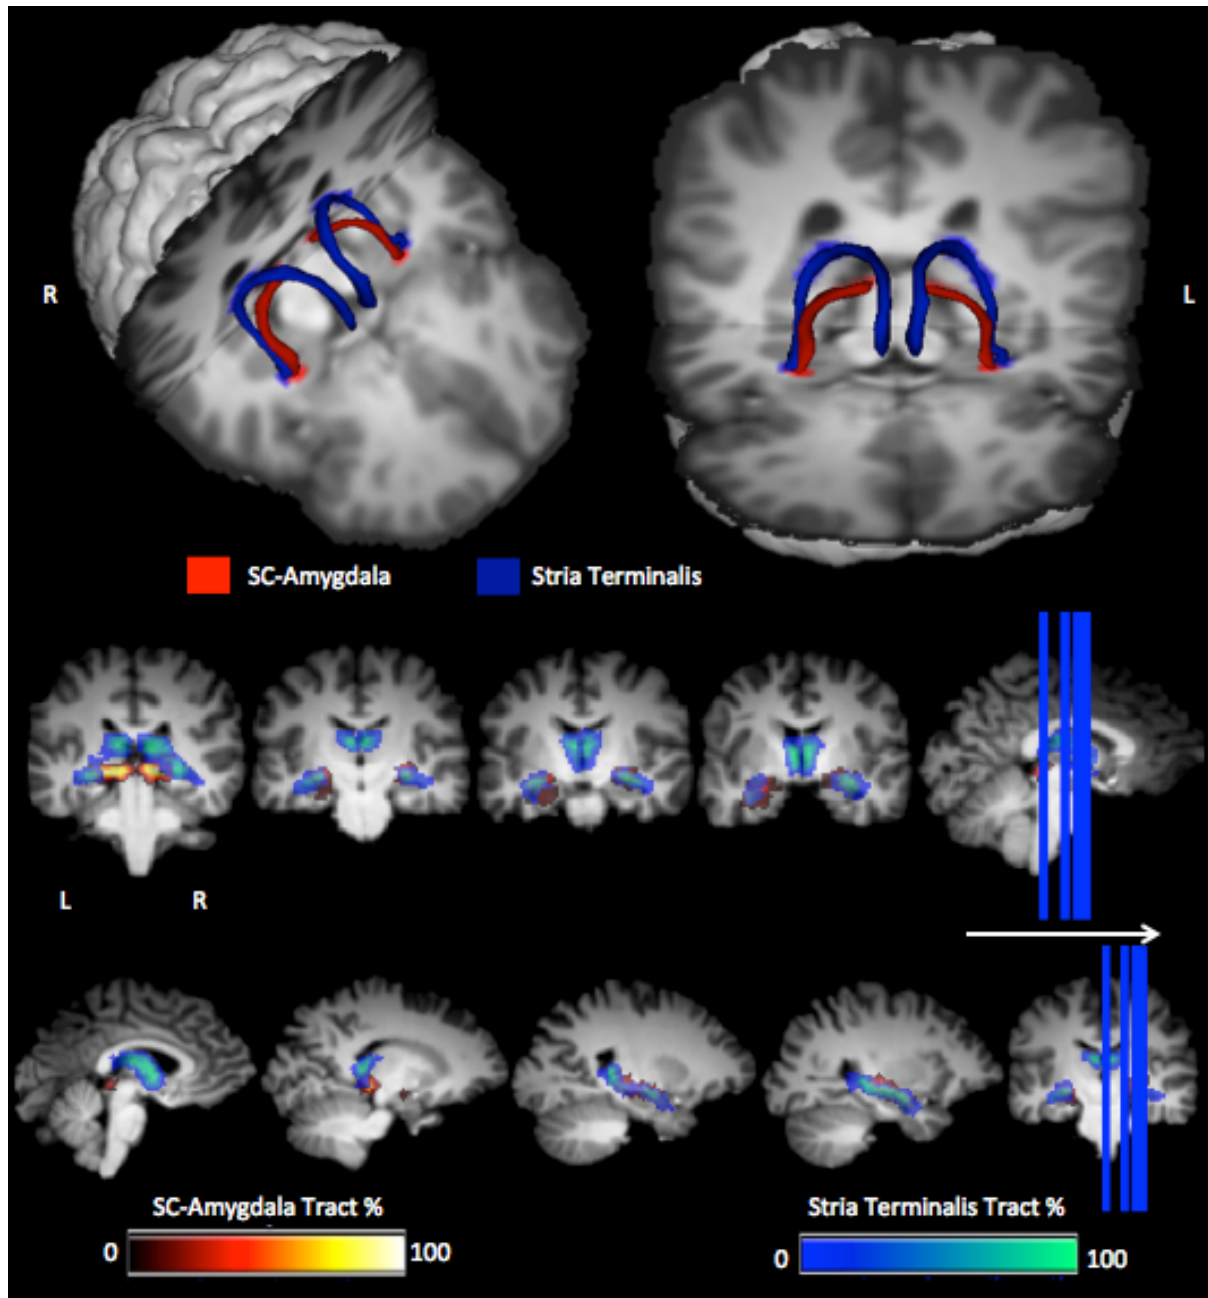 R
L
SC-Amygdala
Stria Terminalis
L
R
SC-Amygdala Tract %
0
100
Stria Terminalis Tract %
0
100